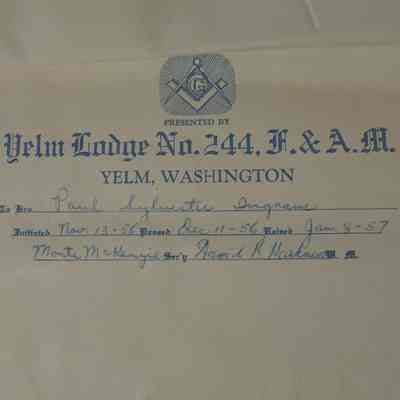 G
PRESENTED BY
Yelm Lodge No. 244, F. & A. M.
YELM, WASHINGTON
To Bro. Paul Sylvester Ingram
Initiated Nov. 13-56 Passed Dec 11-56 Raised Jan 8-57
Monte McKenzie Sec'y David R W. M.